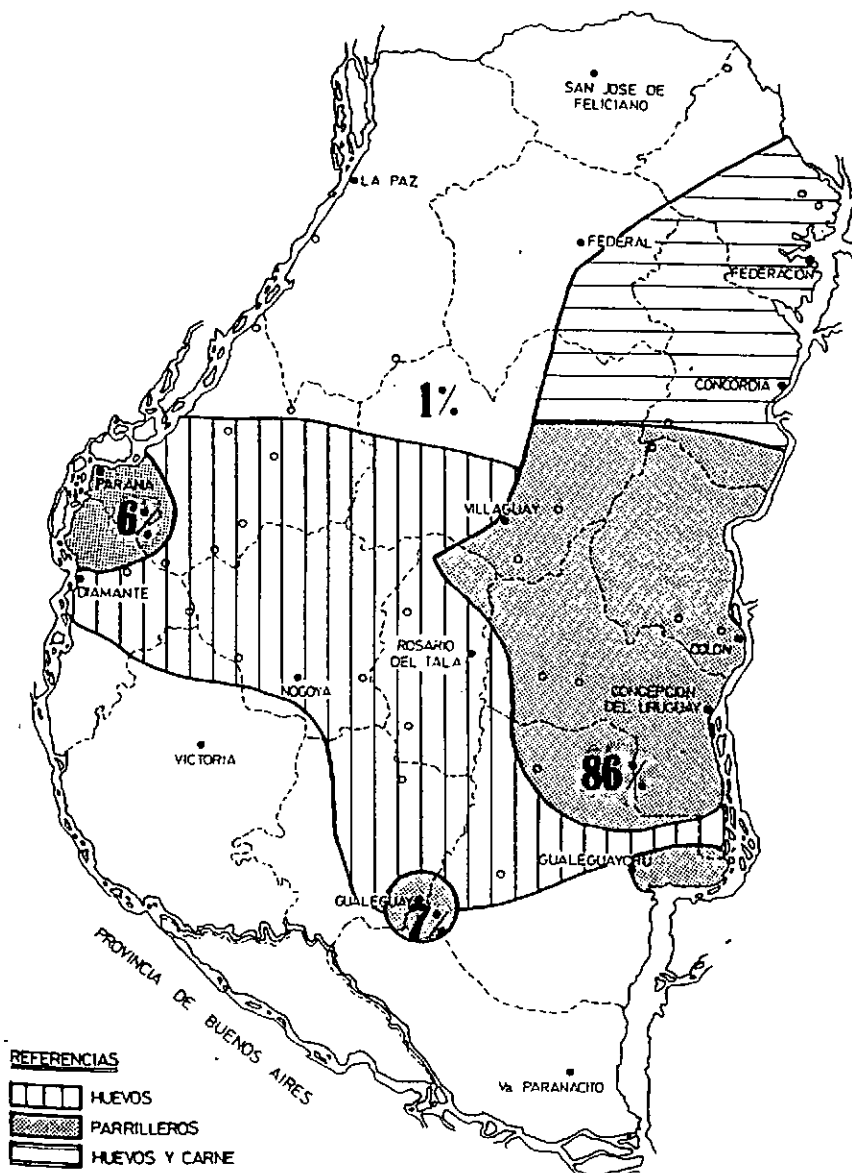 SAN JOSE DE
FELICIANO
LA PAZ
FEDERAL
FEDERACION
CONCORDIA
1%
PARANA
6%
VILLAGUAY
DIAMANTE
ROSARIO
DEL TALA
COLON
NOGOYA
CONCEPCION
DEL URUGUAY
VICTORIA
86%
GUALEGUAYCHU
GUALEGUAY
7%
PROVINCIA DE BUENOS AIRES
Va PARANACITO
REFERENCIAS
HUEVOS
PARRILLEROS
HUEVOS Y CARNE